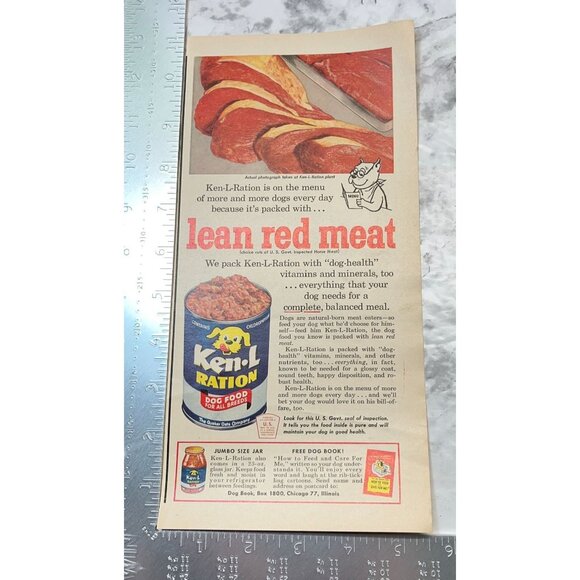 Actual photograph taken at Ken-L-Ration plant
Ken-L-Ration is on the menu
of more and more dogs every day
because it's packed with . . .
MENU
lean red meat
(choice cuts of U. S. Govt. Inspected Horse Meat)
We pack Ken-L-Ration with "dog-health"
vitamins and minerals, too
. . . everything that your
dog needs for a
complete, balanced meal.
Dogs are natural-born meat eaters—so
feed your dog what he'd choose for him-
self—feed him Ken-L-Ration, the dog
food you know is packed with lean red
meat.
Ken-L-Ration is packed with "dog-
health" vitamins, minerals, and other
nutrients, too . . . everything, in fact,
known to be needed for a glossy coat,
sound teeth, happy disposition, and ro-
bust health.
Ken-L-Ration is on the menu of more
and more dogs every day . . . and we'll
bet your dog would love it on his bill-of-
fare, too.
CONTAINS CHLOROPHYLL
Ken-L
RATION
DOG FOOD
FOR ALL BREEDS
The Quaker Oats Company
U.S.
Look for this U. S. Govt. seal of inspection.
It tells you the food inside is pure and will
maintain your dog in good health.
JUMBO SIZE JAR
Ken-L-Ration also
comes in a 25-oz.
glass jar. Keeps food
fresh and moist in
your refrigerator
between feedings.
Ken-L
RATION
FREE DOG BOOK!
"How to Feed and Care For
Me," written so your dog under-
stands it. You'll enjoy every
word and laugh at the rib-tick-
ling cartoons. Send name and
address on postcard to:
Dog Book, Box 1800, Chicago 77, Illinois